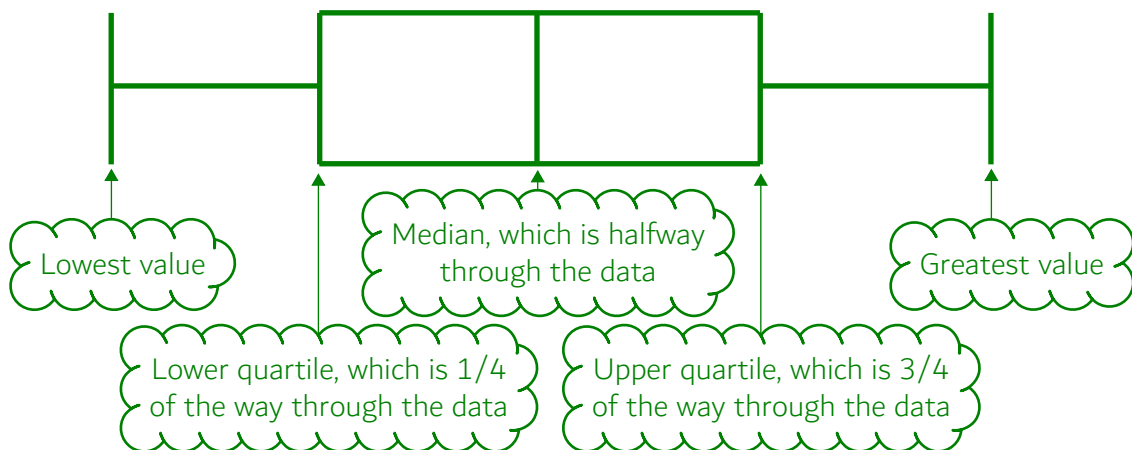 Lowest value
Median, which is halfway
through the data
Greatest value
Lower quartile, which is 1/4
of the way through the data
Upper quartile, which is 3/4
of the way through the data